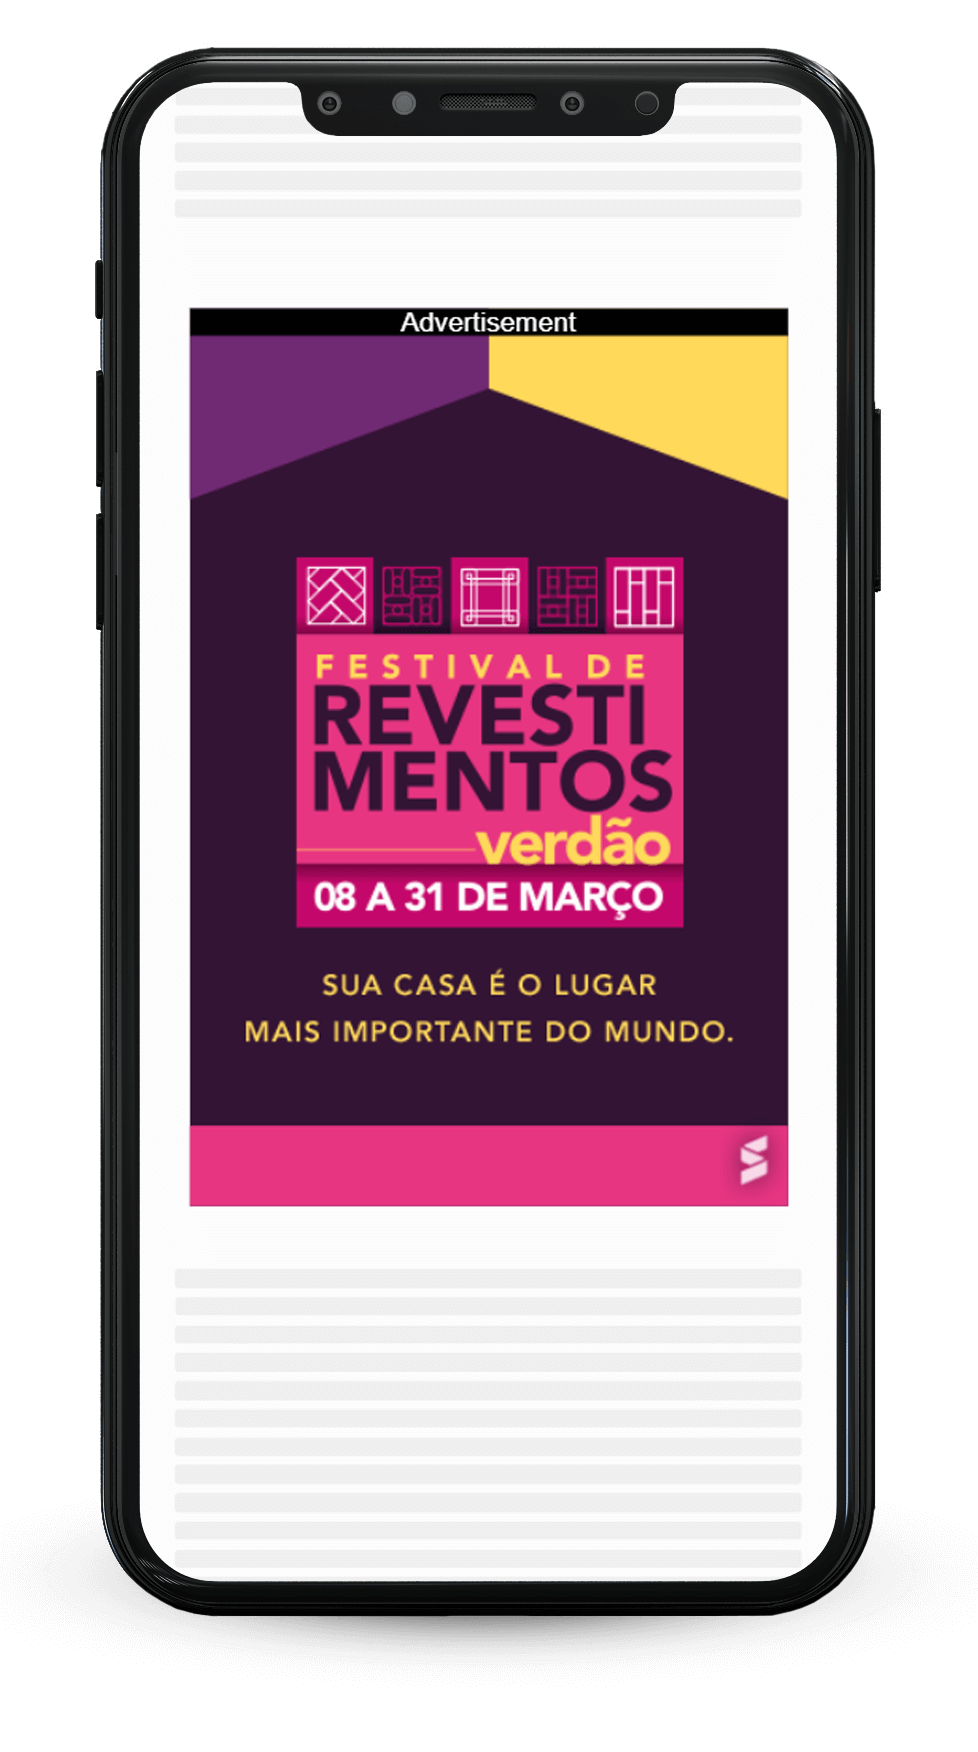 Advertisement
FESTIVAL DE
REVESTI
MENTOS
verdão
08 A 31 DE MARÇO
SUA CASA É O LUGAR
MAIS IMPORTANTE DO MUNDO.